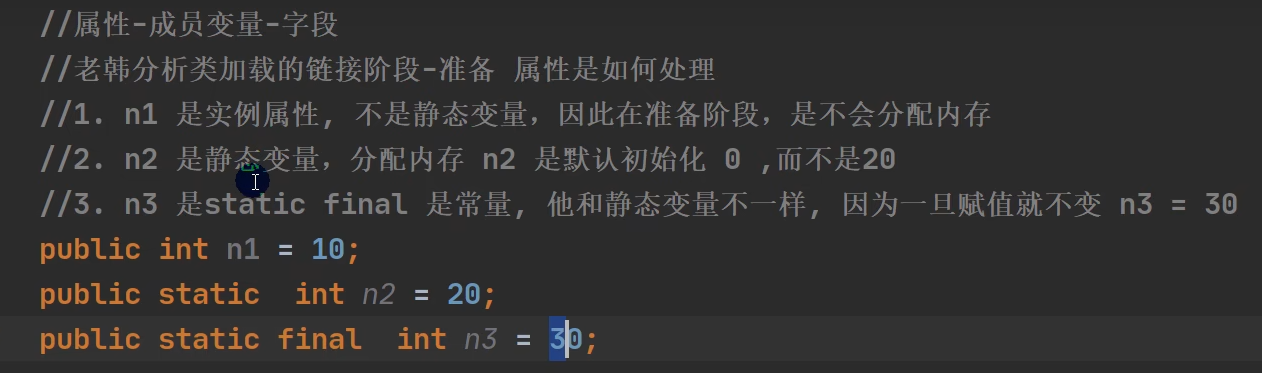 //属性-成员变量-字段
//老韩分析类加载的链接阶段-准备 属性是如何处理
//1. n1 是实例属性, 不是静态变量，因此在准备阶段，是不会分配内存
//2. n2 是静态变量，分配内存 n2 是默认初始化 0 ,而不是20
//3. n3 是static final 是常量, 他和静态变量不一样, 因为一旦赋值就不变 n3 = 30
public int n1 = 10;
public static  int n2 = 20;
public static final  int n3 = 30;